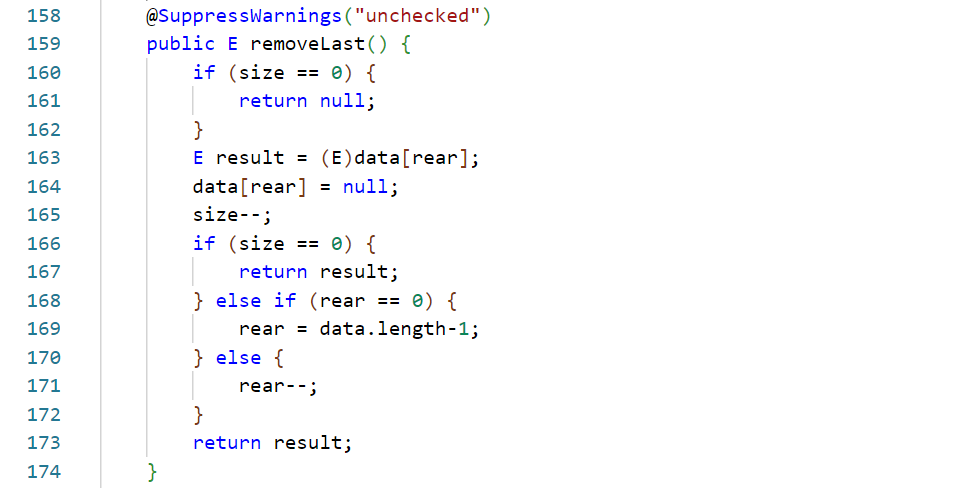 158 @SuppressWarnings("unchecked")
159 public E removeLast() {
160 if (size == 0) {
161 return null;
162 }
163 E result = (E)data[rear];
164 data[rear] = null;
165 size--;
166 if (size == 0) {
167 return result;
168 } else if (rear == 0) {
169 rear = data.length-1;
170 } else {
171 rear--;
172 }
173 return result;
174 }